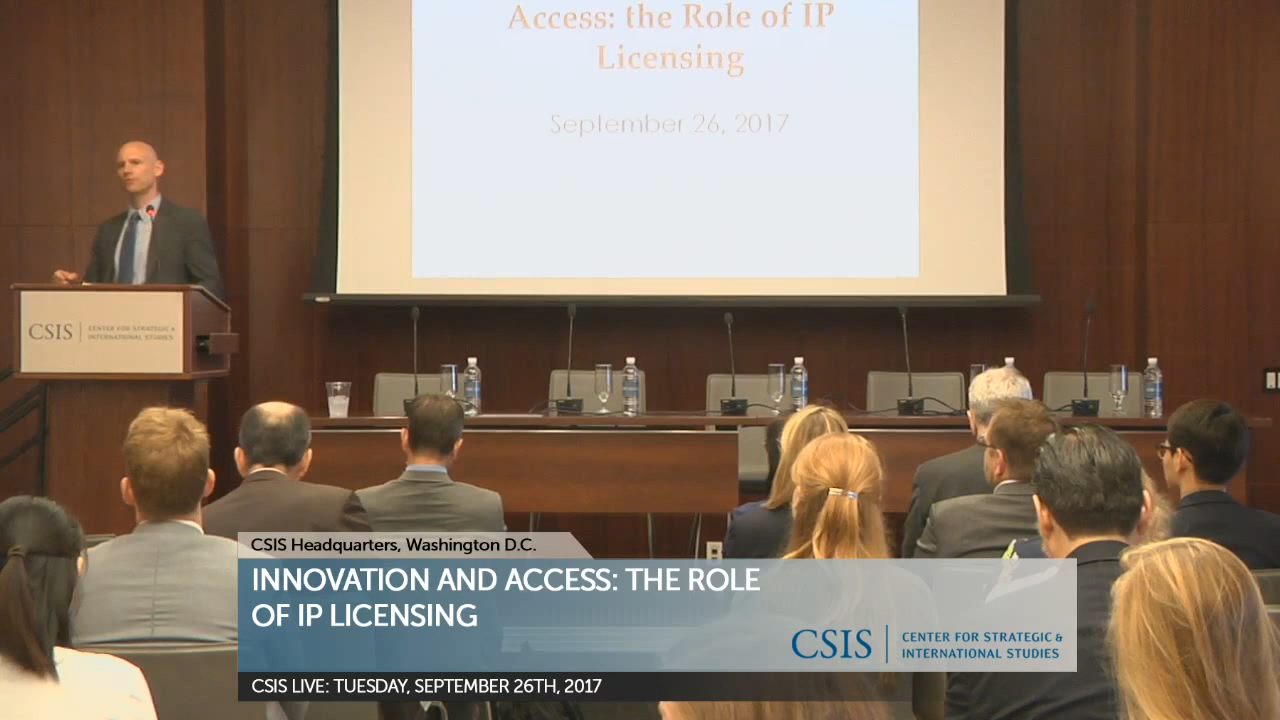 Access: the Role of IP
Licensing
September 26, 2017
CSIS
CENTER FOR STRATEGIC &
INTERNATIONAL STUDIES
CSIS Headquarters, Washington D.C.
INNOVATION AND ACCESS: THE ROLE
OF IP LICENSING
CSIS
CENTER FOR STRATEGIC &
INTERNATIONAL STUDIES
CSIS LIVE: TUESDAY, SEPTEMBER 26TH, 2017